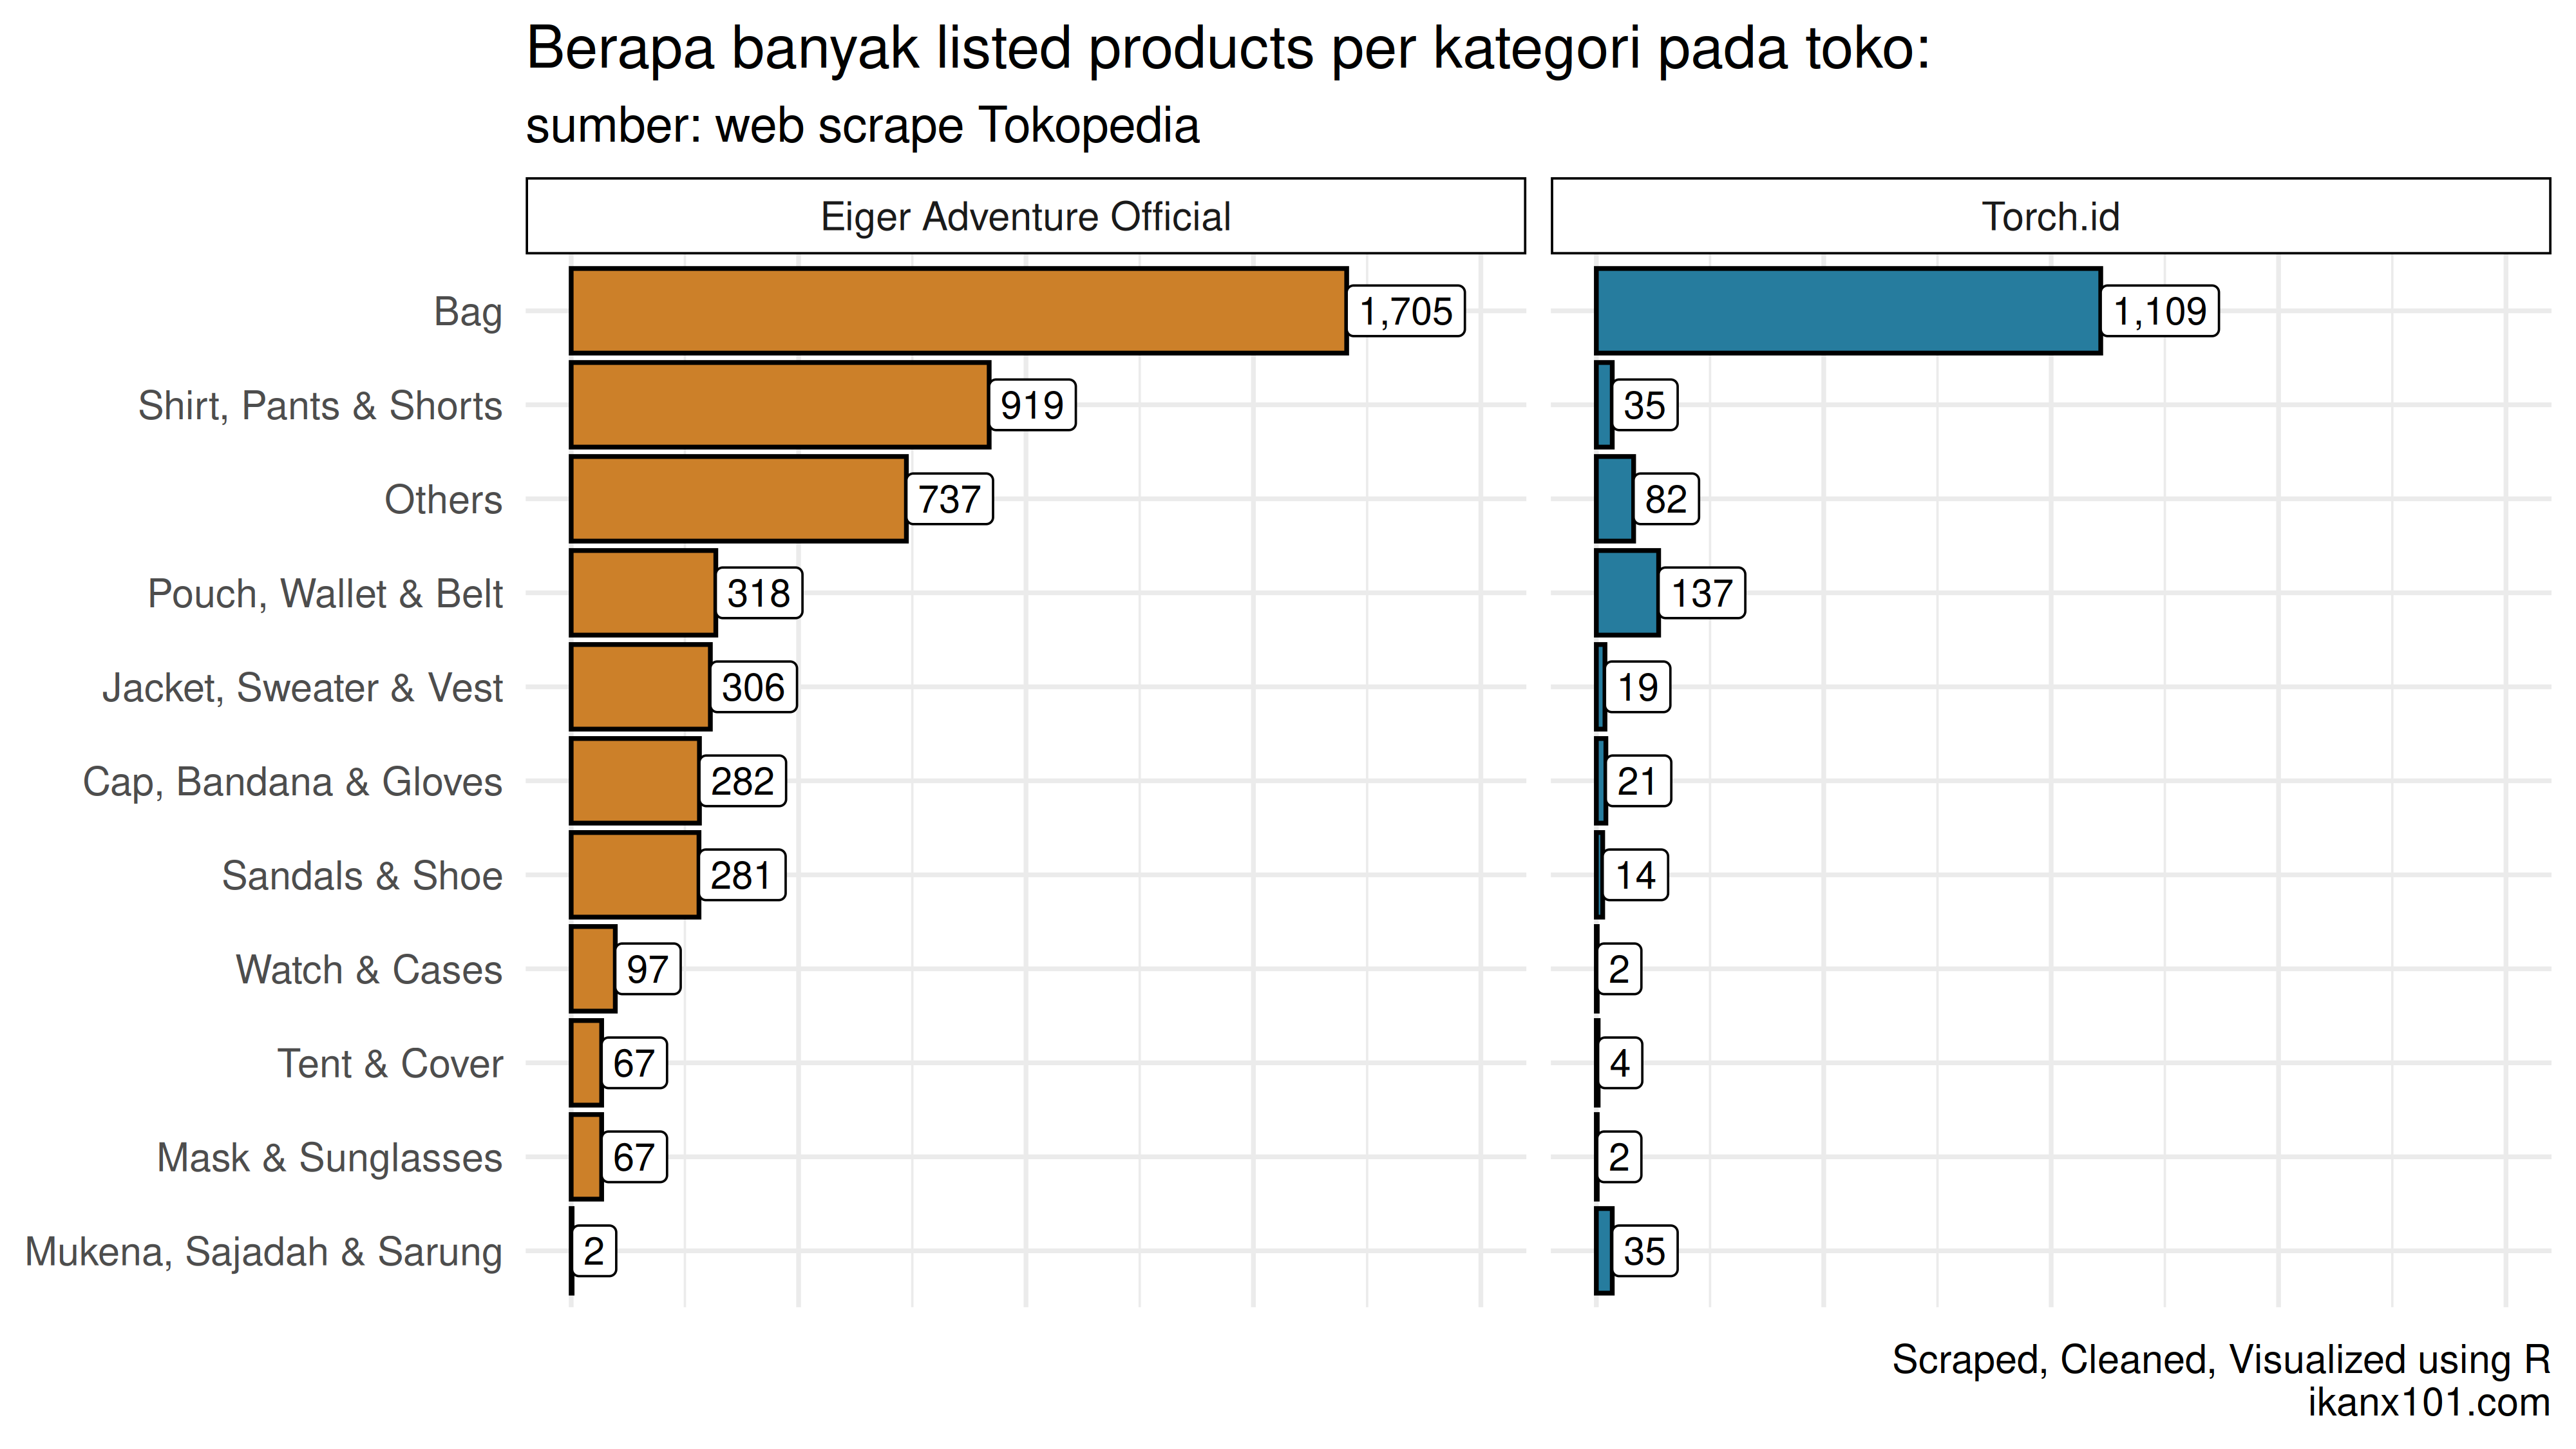 Berapa banyak listed products per kategori pada toko:
sumber: web scrape Tokopedia
Eiger Adventure Official
Torch.id
Bag 1,705 1,109
Shirt, Pants & Shorts 919 35
Others 737 82
Pouch, Wallet & Belt 318 137
Jacket, Sweater & Vest 306 19
Cap, Bandana & Gloves 282 21
Sandals & Shoe 281 14
Watch & Cases 97 2
Tent & Cover 67 4
Mask & Sunglasses 67 2
Mukena, Sajadah & Sarung 2 35
Scraped, Cleaned, Visualized using R
ikanx101.com